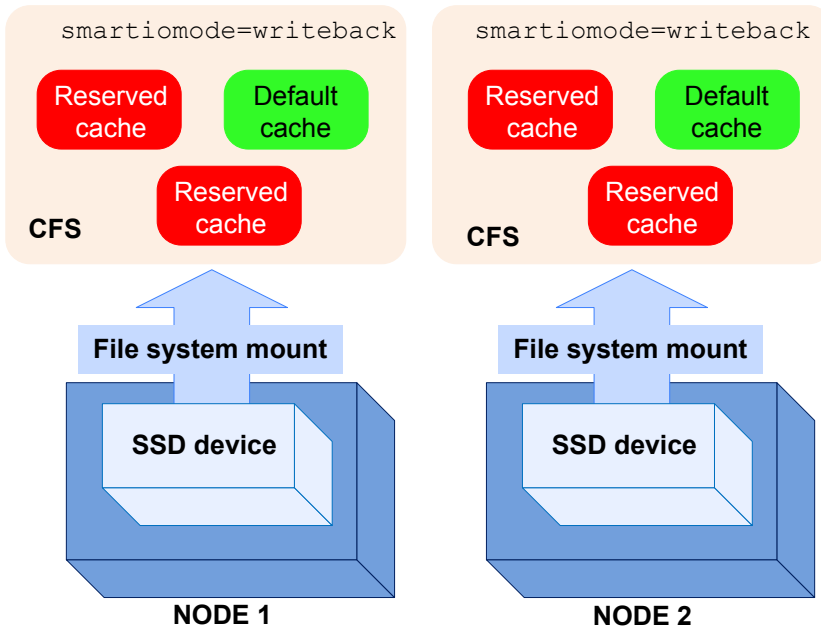 smartiomode=writeback
Reserved
cache
Default
cache
Reserved
cache
CFS
File system mount
SSD device
NODE 1
smartiomode=writeback
Reserved
cache
Default
cache
Reserved
cache
CFS
File system mount
SSD device
NODE 2